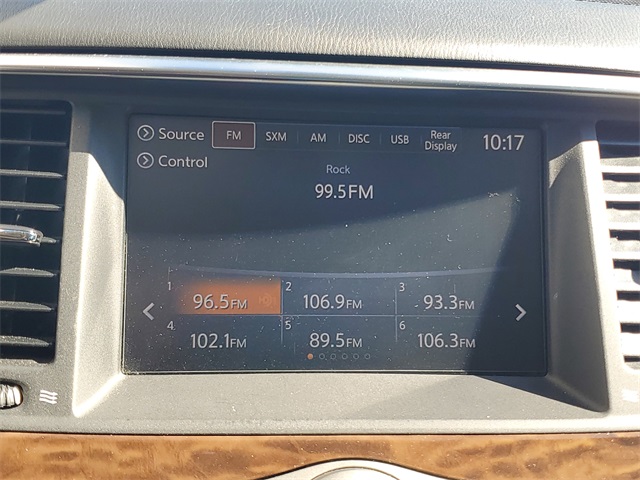 Source FM SXM AM DISC USB Rear Display 10:17
Control
Rock
99.5FM
1 96.5FM 2 106.9FM 3 93.3FM
4 102.1FM 5 89.5FM 6 106.3FM